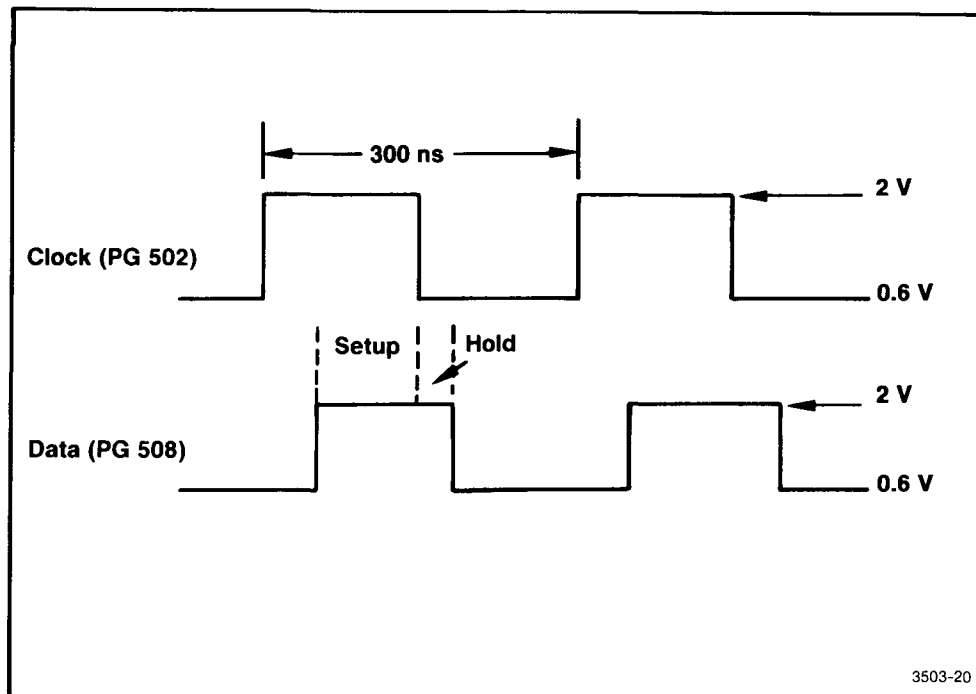 300 ns
2 V
Clock (PG 502)
0.6 V
Setup
Hold
2 V
Data (PG 508)
0.6 V
3503-20